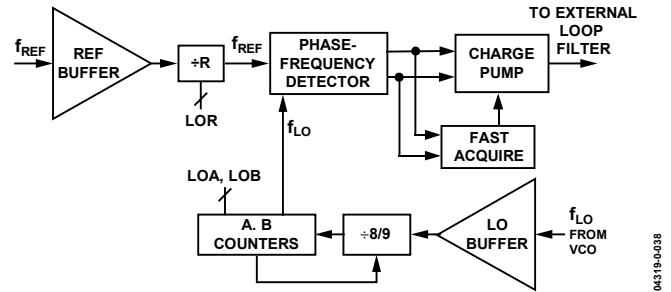 f_REF
REF
BUFFER
÷R
LOR
f_REF
PHASE-
FREQUENCY
DETECTOR
CHARGE
PUMP
TO EXTERNAL
LOOP
FILTER
FAST
ACQUIRE
f_LO
LOA, LOB
A. B
COUNTERS
÷8/9
LO
BUFFER
f_LO
FROM
VCO
04319-0-038